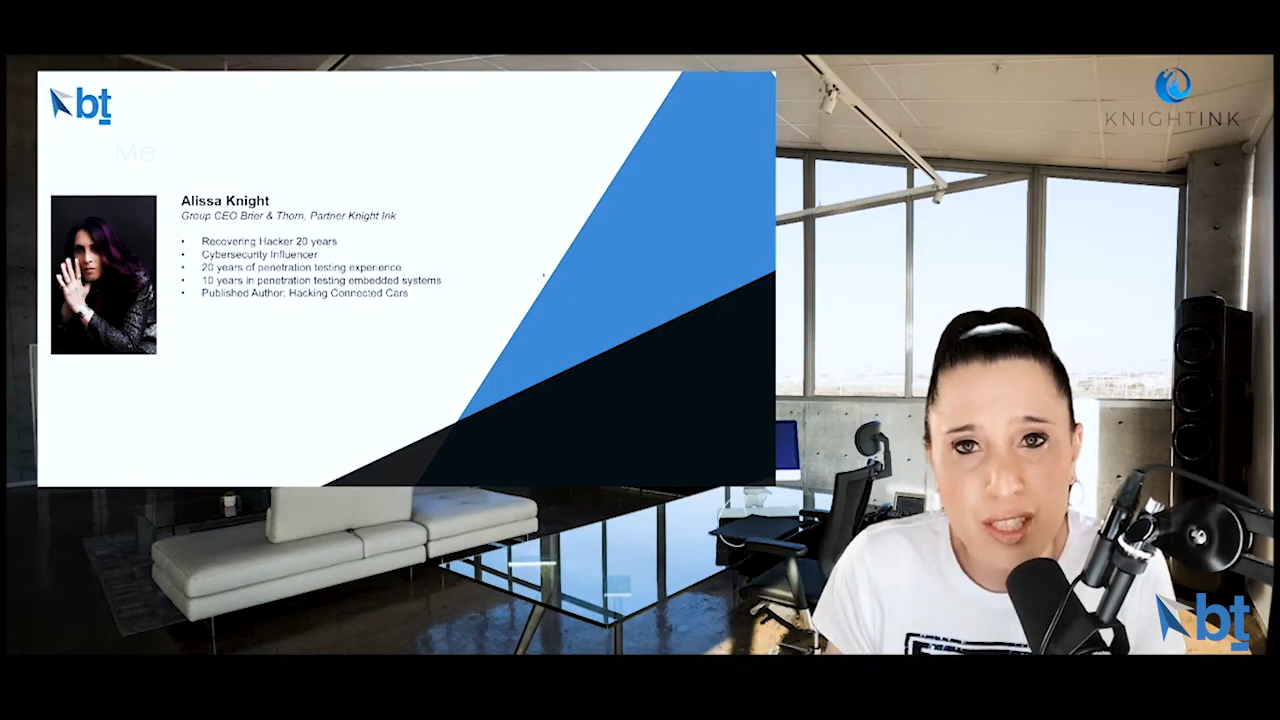 bt
KNIGHTINK
Me
Alissa Knight
Group CEO Brier & Thorn, Partner Knight Ink
• Recovering Hacker 20 years
• Cybersecurity Influencer
• 20 years of penetration testing experience
• 10 years in penetration testing embedded systems
• Published Author: Hacking Connected Cars
bt